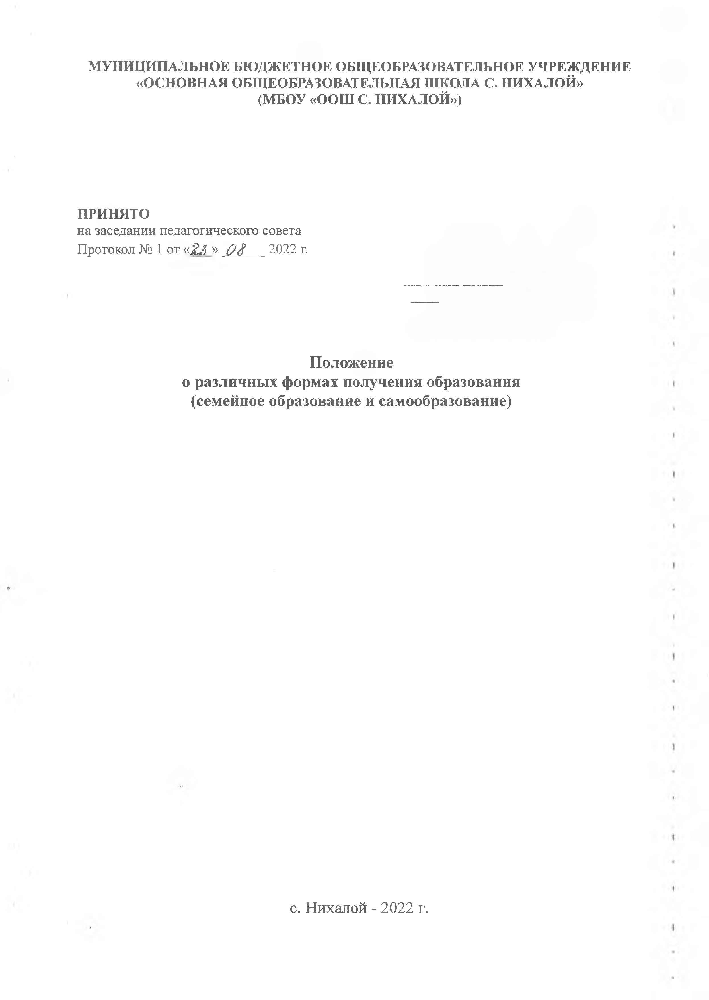 МУНИЦИПАЛЬНОЕ БЮДЖЕТНОЕ ОБЩЕОБРАЗОВАТЕЛЬНОЕ УЧРЕЖДЕНИЕ
«ОСНОВНАЯ ОБЩЕОБРАЗОВАТЕЛЬНАЯ ШКОЛА С. НИХАЛОЙ»
(МБОУ «ООШ С. НИХАЛОЙ»)
ПРИНЯТО
на заседании педагогического совета
Протокол № 1 от «23» 08 2022 г.
Положение
о различных формах получения образования
(семейное образование и самообразование)
с. Нихалой - 2022 г.